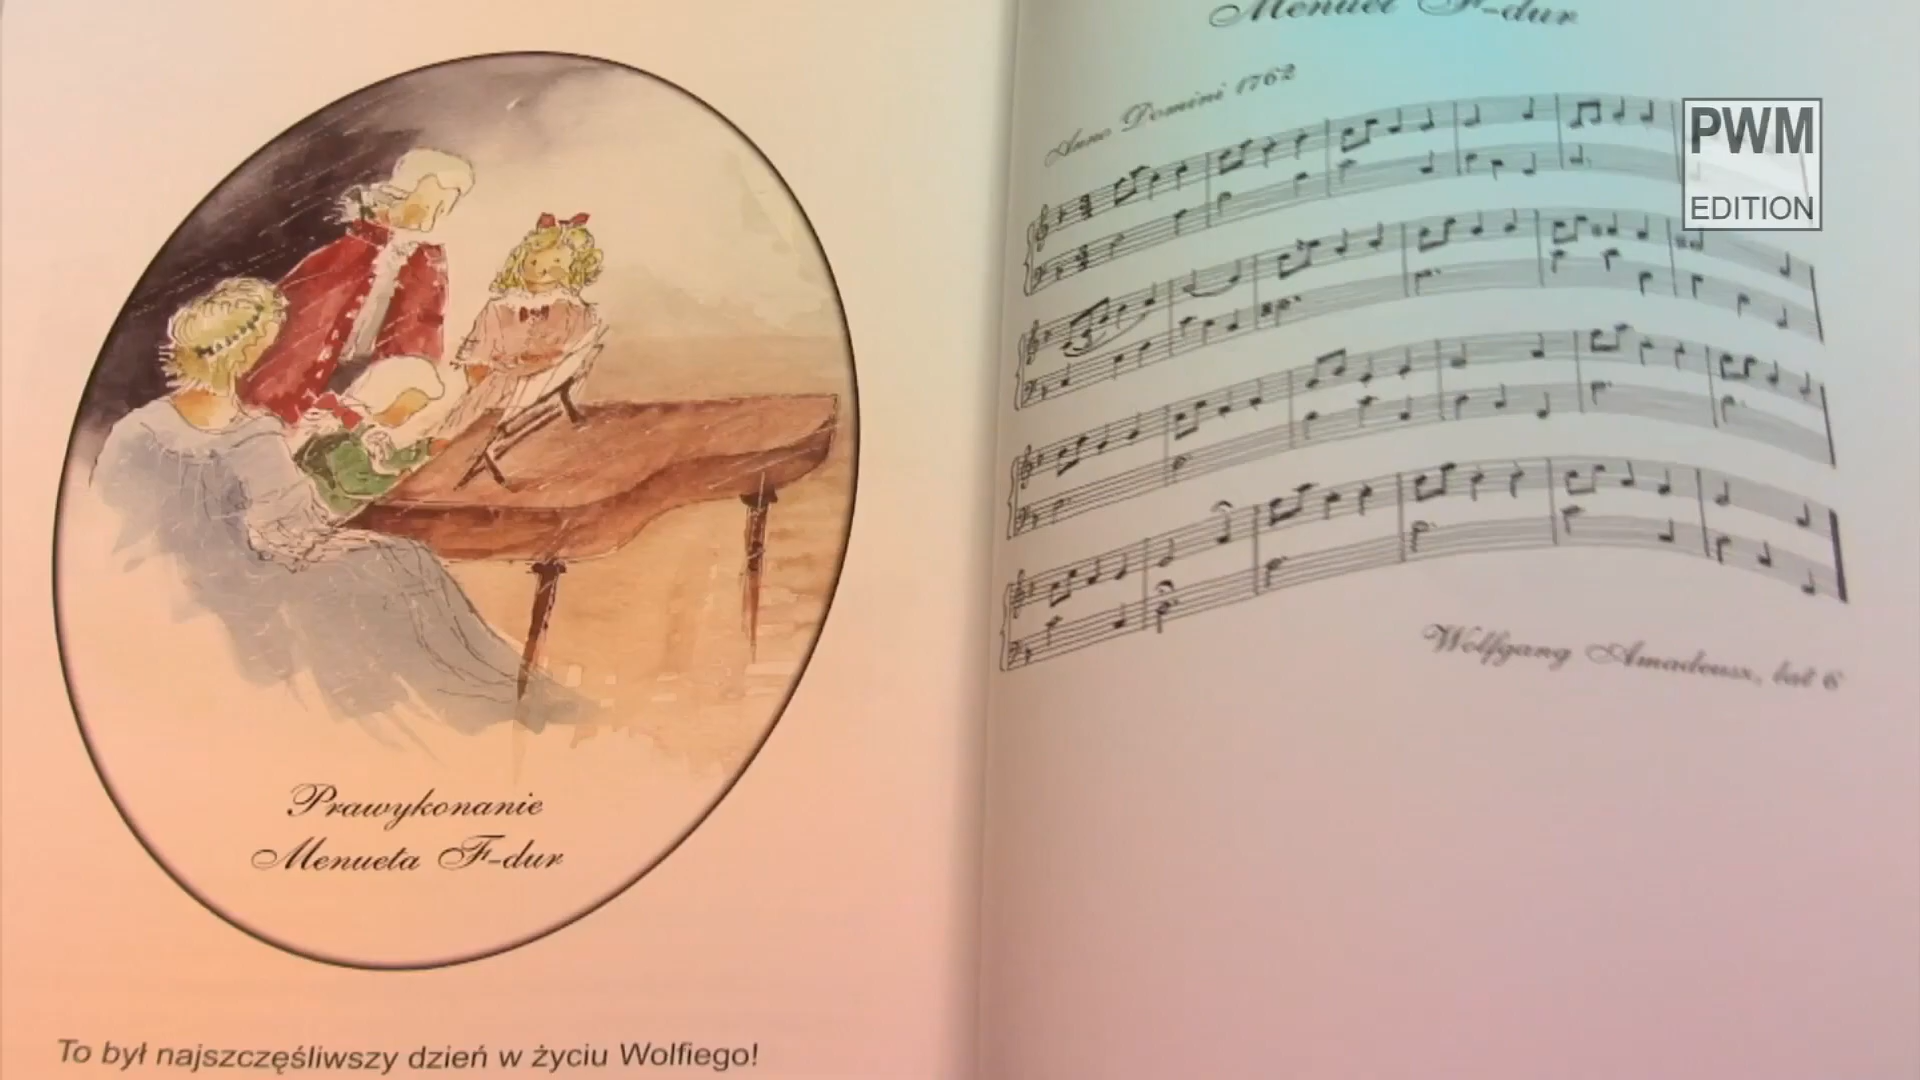 Prawykonanie
Menueta F-dur
To był najszczęśliwszy dzień w życiu Wolfiego!
Menuet F-dur
Anno Domini 1762
Wolfgang Amadeusz, lat 6
PWM
EDITION